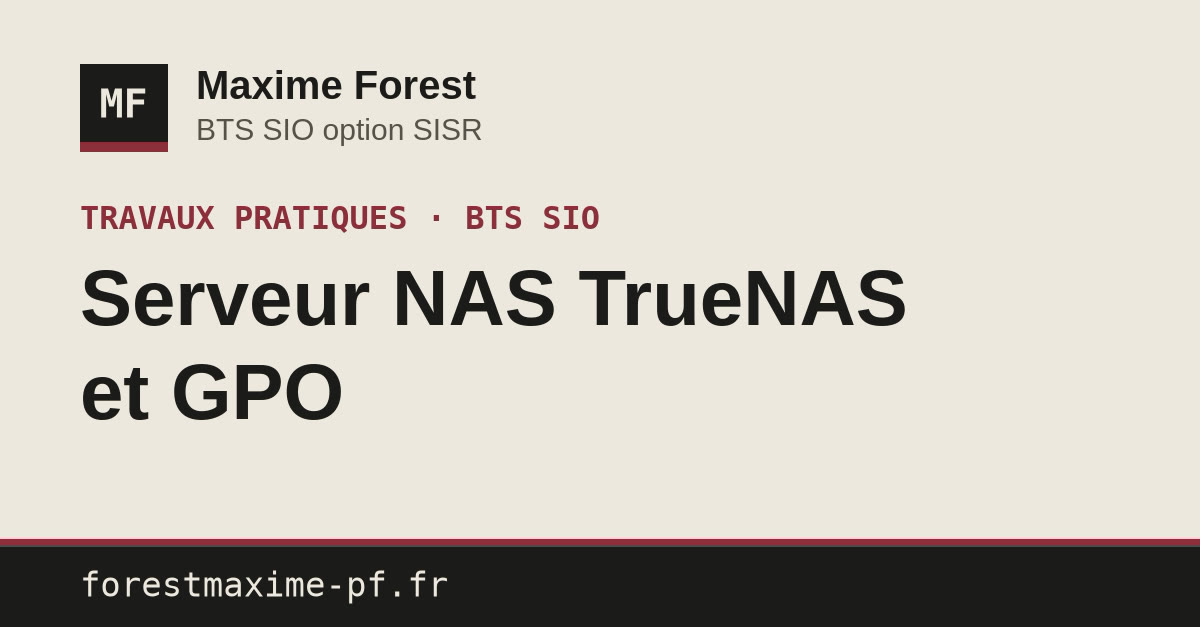 MF
Maxime Forest
BTS SIO option SISR
TRAVAUX PRATIQUES · BTS SIO
Serveur NAS TrueNAS
et GPO
forestmaxime-pf.fr